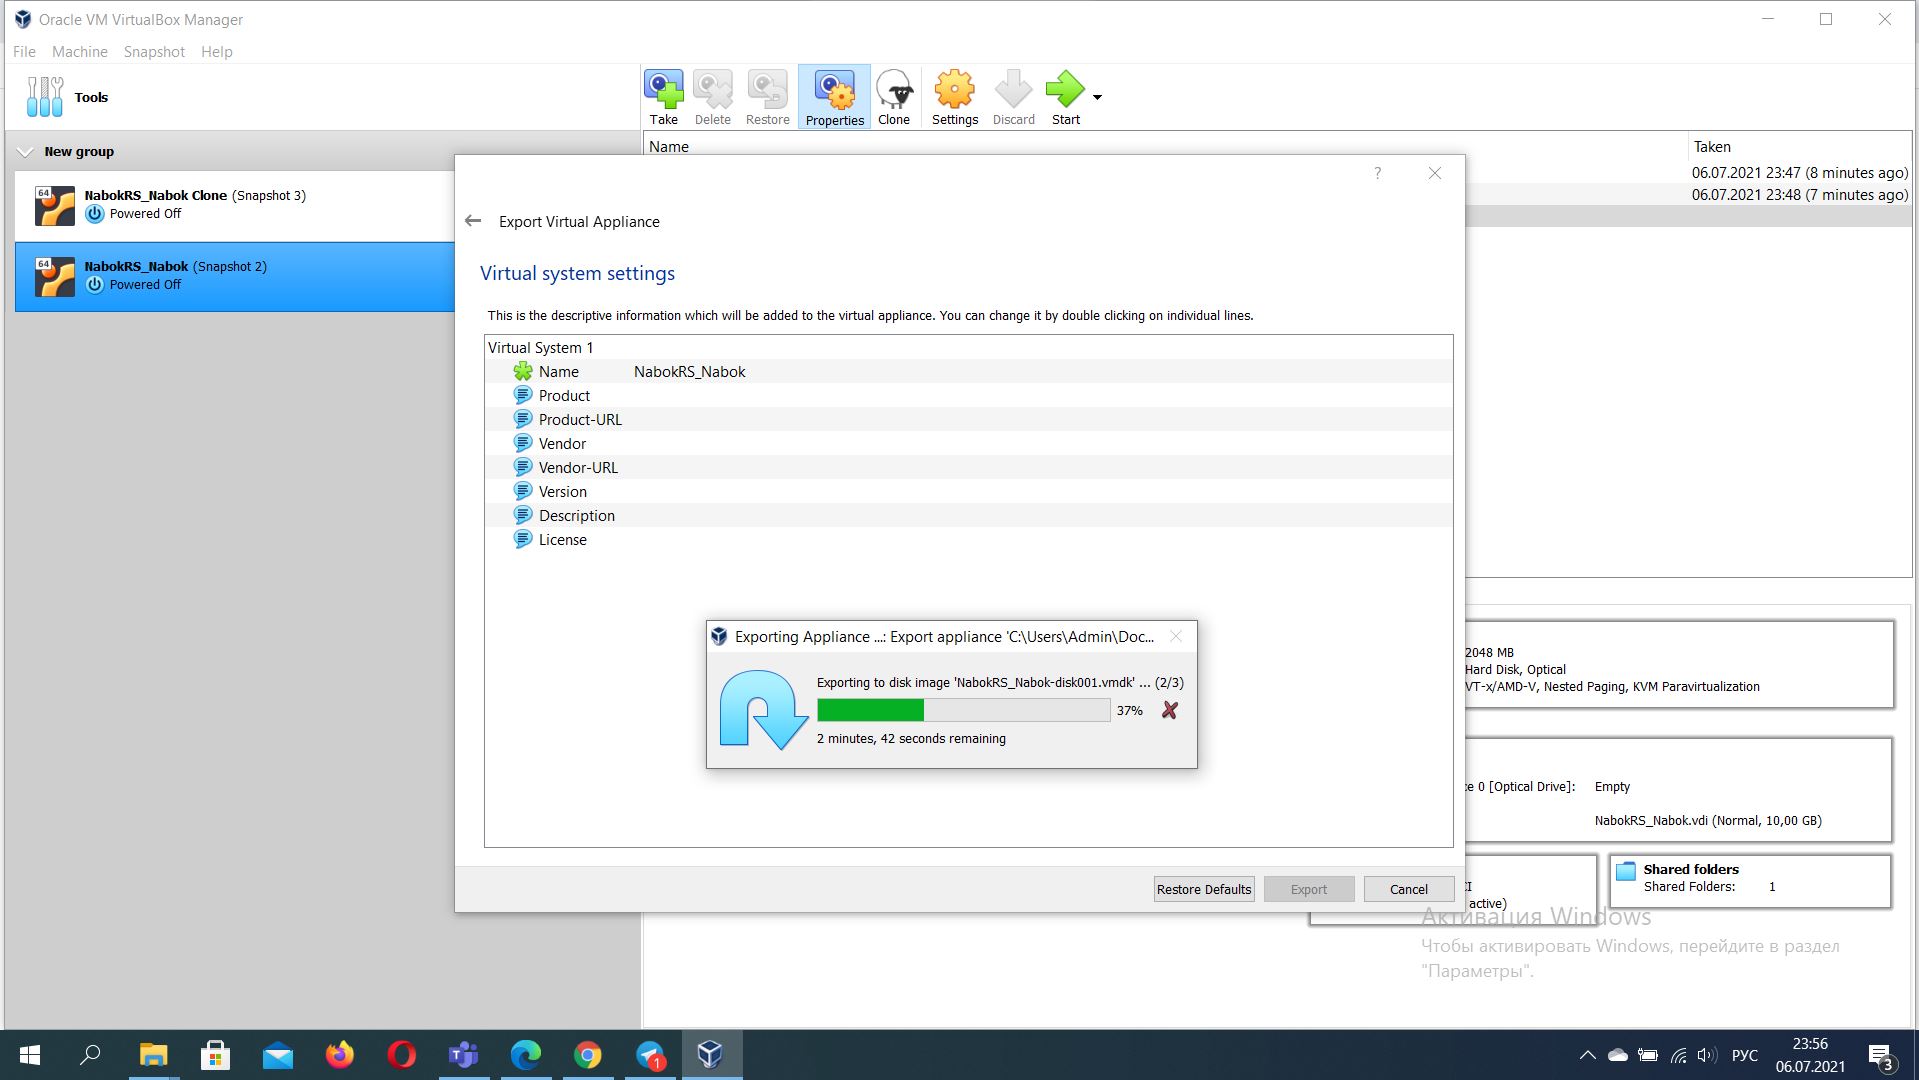 Oracle VM VirtualBox Manager
File Machine Snapshot Help
Tools
Take Delete Restore Properties Clone Settings Discard Start
New group
64
NabokRS_Nabok Clone (Snapshot 3)
Powered Off
64
NabokRS_Nabok (Snapshot 2)
Powered Off
Name Taken
06.07.2021 23:47 (8 minutes ago)
06.07.2021 23:48 (7 minutes ago)
?
Export Virtual Appliance
Virtual system settings
This is the descriptive information which will be added to the virtual appliance. You can change it by double clicking on individual lines.
Virtual System 1
Name NabokRS_Nabok
Product
Product-URL
Vendor
Vendor-URL
Version
Description
License
Exporting Appliance ...: Export appliance 'C:\Users\Admin\Doc...
Exporting to disk image 'NabokRS_Nabok-disk001.vmdk' ... (2/3)
37%
2 minutes, 42 seconds remaining
Restore Defaults Export Cancel
2048 MB
Hard Disk, Optical
VT-x/AMD-V, Nested Paging, KVM Paravirtualization
0 [Optical Drive]: Empty
NabokRS_Nabok.vdi (Normal, 10,00 GB)
active)
Shared folders
Shared Folders: 1
Активация Windows
Чтобы активировать Windows, перейдите в раздел
"Параметры".
1
РУС
23:56
06.07.2021
3